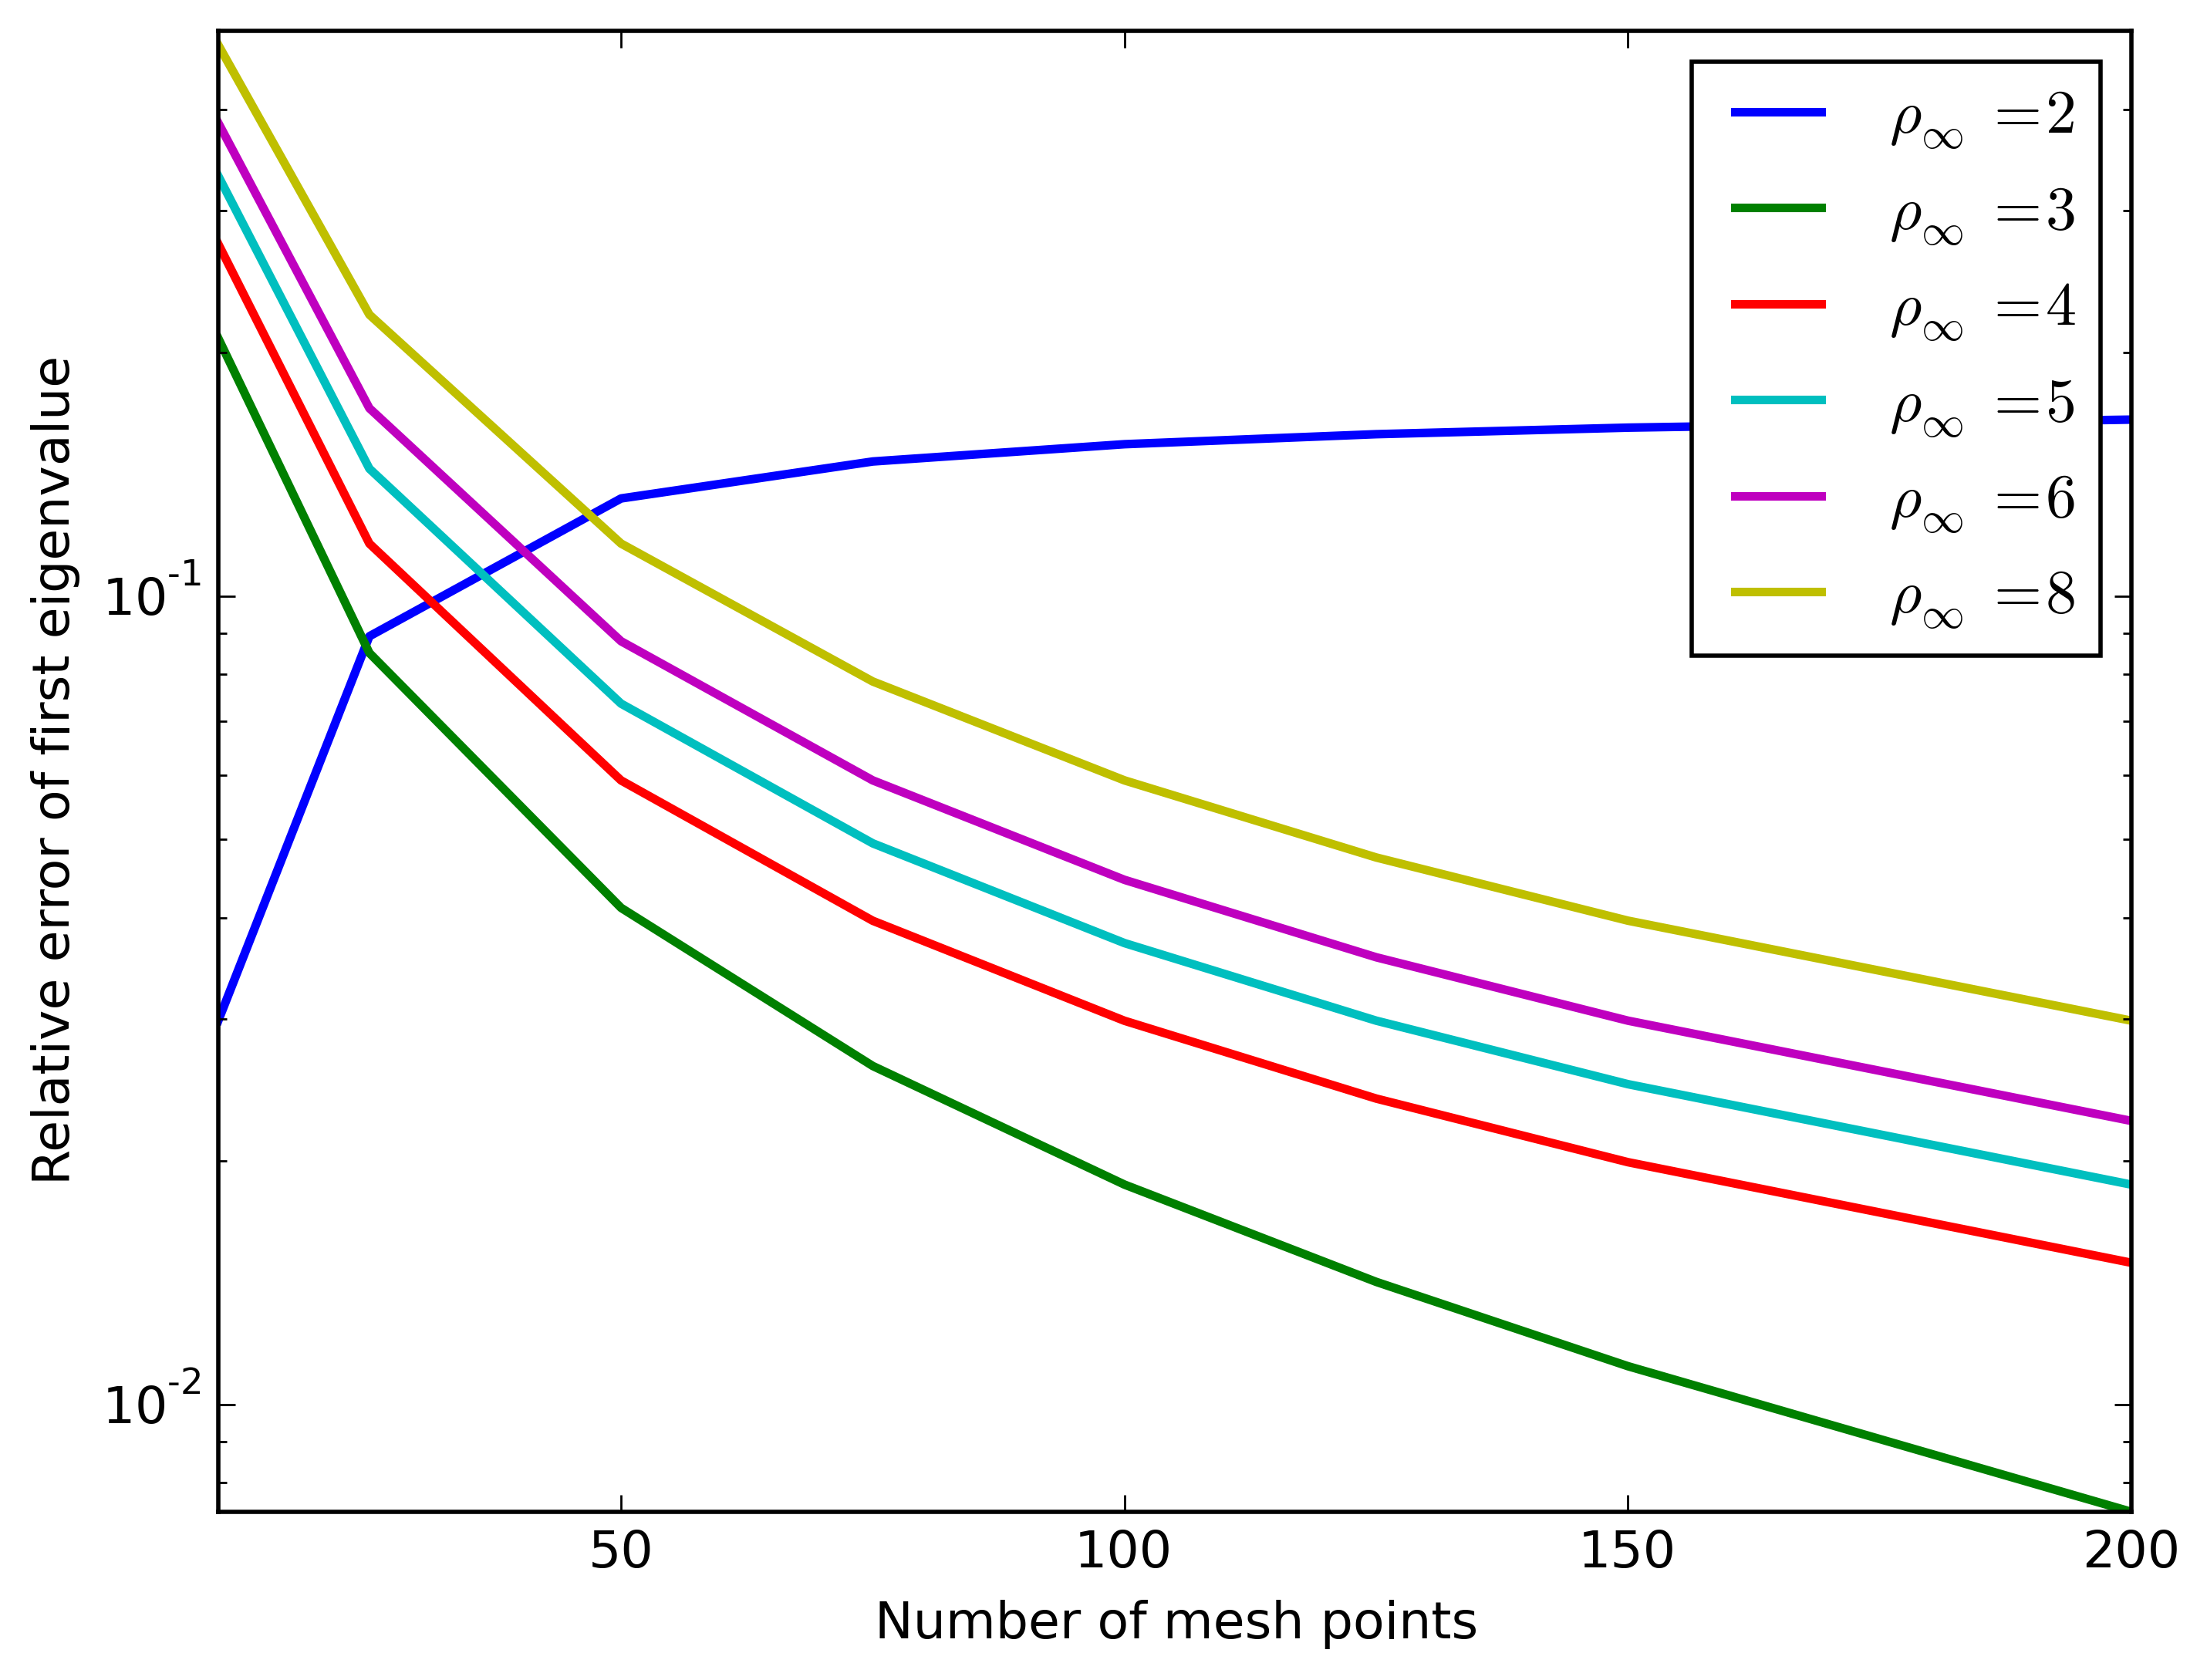 Relative error of first eigenvalue
10^-1
10^-2
ρ∞ =2
ρ∞ =3
ρ∞ =4
ρ∞ =5
ρ∞ =6
ρ∞ =8
50 100 150 200
Number of mesh points